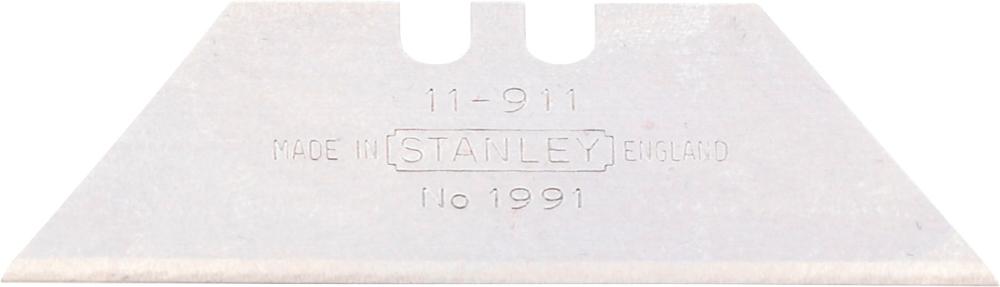 11-911
MADE IN STANLEY ENGLAND
No 1991